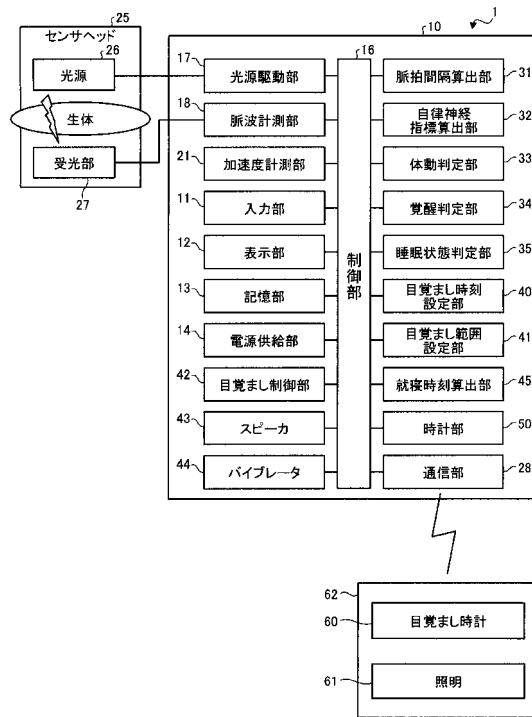 1
25
センサヘッド
26
光源
生体
受光部
27
10
16
制御部
17
光源駆動部
18
脈波計測部
21
加速度計測部
11
入力部
12
表示部
13
記憶部
14
電源供給部
42
目覚まし制御部
43
スピーカ
44
バイブレータ
脈拍間隔算出部
31
自律神経
指標算出部
32
体動判定部
33
覚醒判定部
34
睡眠状態判定部
35
目覚まし時刻
設定部
40
目覚まし範囲
設定部
41
就寝時刻算出部
45
時計部
50
通信部
28
62
60
目覚まし時計
61
照明